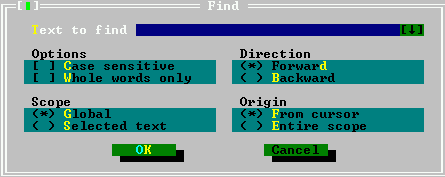 [■] Find
Text to find [↓]
Options Direction
[ ] Case sensitive (*) Forward
[ ] Whole words only ( ) Backward
Scope Origin
(*) Global (*) From cursor
( ) Selected text ( ) Entire scope
OK Cancel